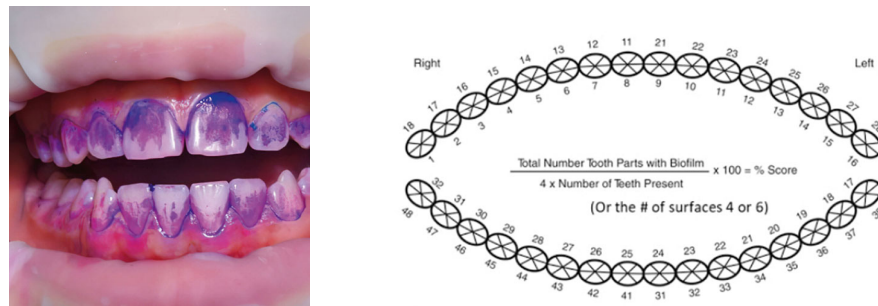 Right
Left
18 17 16 15 14 13 12 11 21 22 23 24 25 26 27
1 2 3 4 5 6 7 8 9 10 11 12 13 14 15 16
Total Number Tooth Parts with Biofilm
x 100 = % Score
4 x Number of Teeth Present
(Or the # of surfaces 4 or 6)
32 31 30 29 28 27 26 25 24 23 22 21 20 19 18 17
48 47 46 45 44 43 42 41 31 32 33 34 35 36 37